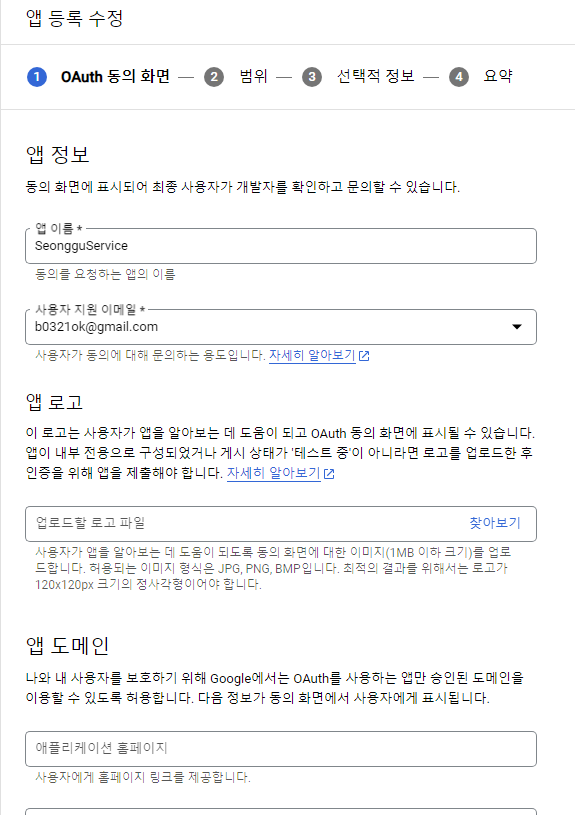 앱 등록 수정
1 OAuth 동의 화면 — 2 범위 — 3 선택적 정보 — 4 요약
앱 정보
동의 화면에 표시되어 최종 사용자가 개발자를 확인하고 문의할 수 있습니다.
앱 이름 *
SeongguService
동의를 요청하는 앱의 이름
사용자 지원 이메일 *
b0321ok@gmail.com
사용자가 동의에 대해 문의하는 용도입니다. 자세히 알아보기
앱 로고
이 로고는 사용자가 앱을 알아보는 데 도움이 되고 OAuth 동의 화면에 표시될 수 있습니다.
앱이 내부 전용으로 구성되었거나 게시 상태가 '테스트 중'이 아니라면 로고를 업로드한 후
인증을 위해 앱을 제출해야 합니다. 자세히 알아보기
업로드할 로고 파일 찾아보기
사용자가 앱을 알아보는 데 도움이 되도록 동의 화면에 대한 이미지(1MB 이하 크기)를 업로
드합니다. 허용되는 이미지 형식은 JPG, PNG, BMP입니다. 최적의 결과를 위해서는 로고가
120x120px 크기의 정사각형이어야 합니다.
앱 도메인
나와 내 사용자를 보호하기 위해 Google에서는 OAuth를 사용하는 앱만 승인된 도메인을
이용할 수 있도록 허용합니다. 다음 정보가 동의 화면에서 사용자에게 표시됩니다.
애플리케이션 홈페이지
사용자에게 홈페이지 링크를 제공합니다.